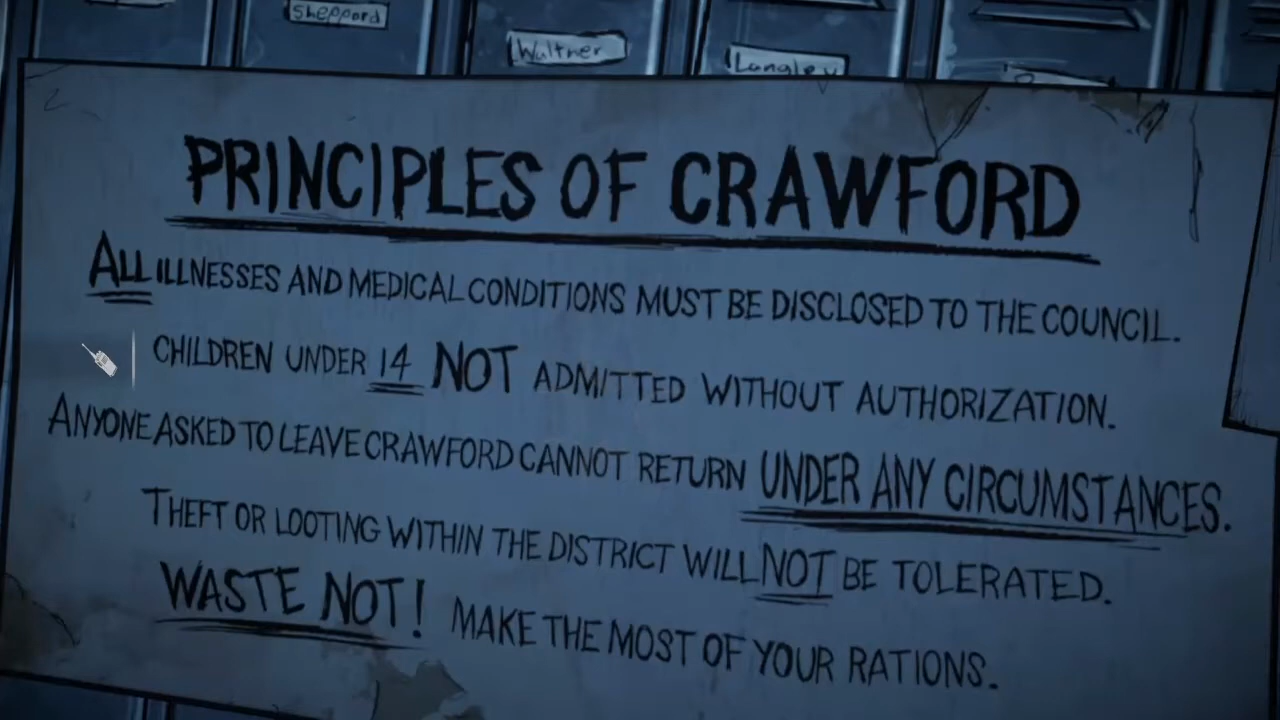 Sheppard
Waltner
Langley
PRINCIPLES OF CRAWFORD
ALL ILLNESSES AND MEDICAL CONDITIONS MUST BE DISCLOSED TO THE COUNCIL.
CHILDREN UNDER 14 NOT ADMITTED WITHOUT AUTHORIZATION.
ANYONE ASKED TO LEAVE CRAWFORD CANNOT RETURN UNDER ANY CIRCUMSTANCES.
THEFT OR LOOTING WITHIN THE DISTRICT WILL NOT BE TOLERATED.
WASTE NOT! MAKE THE MOST OF YOUR RATIONS.